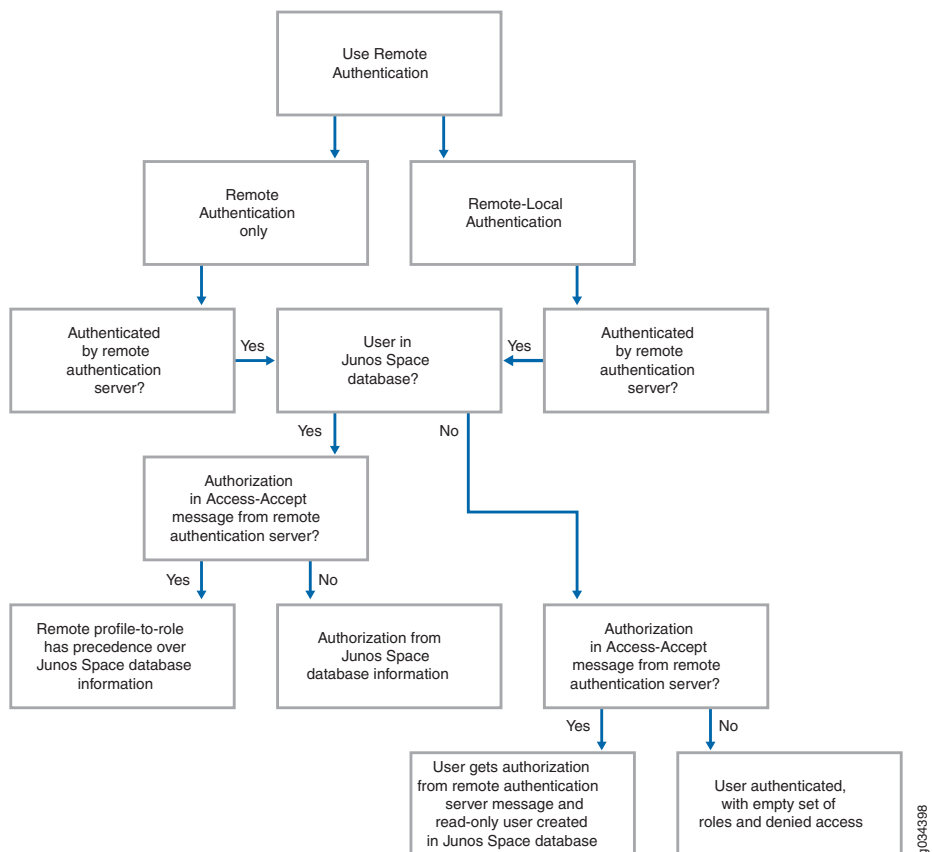 Use Remote
Authentication
Remote
Authentication
only
Remote-Local
Authentication
Authenticated
by remote
authentication
server?
Yes
User in
Junos Space
database?
Yes
Authenticated
by remote
authentication
server?
Yes
No
Authorization
in Access-Accept
message from remote
authentication server?
Yes
No
Remote profile-to-role
has precedence over
Junos Space database
information
Authorization from
Junos Space
database information
Authorization
in Access-Accept
message from remote
authentication server?
Yes
No
User gets authorization
from remote authentication
server message and
read-only user created
in Junos Space database
User authenticated,
with empty set of
roles and denied access
g034398